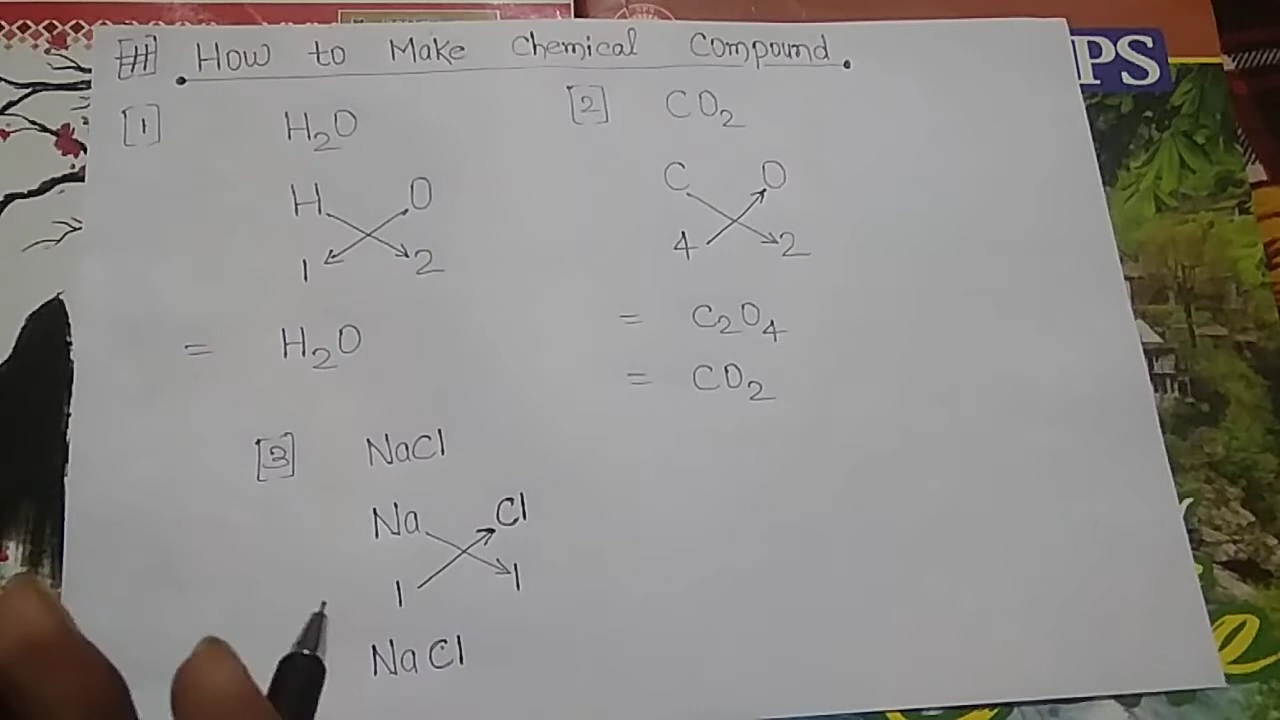 [#] How to Make Chemical Compound.
[1] H₂O
H O
1 2
= H₂O
[2] CO₂
C O
4 2
= C₂O₄
= CO₂
[3] NaCl
Na Cl
1 1
NaCl
PS